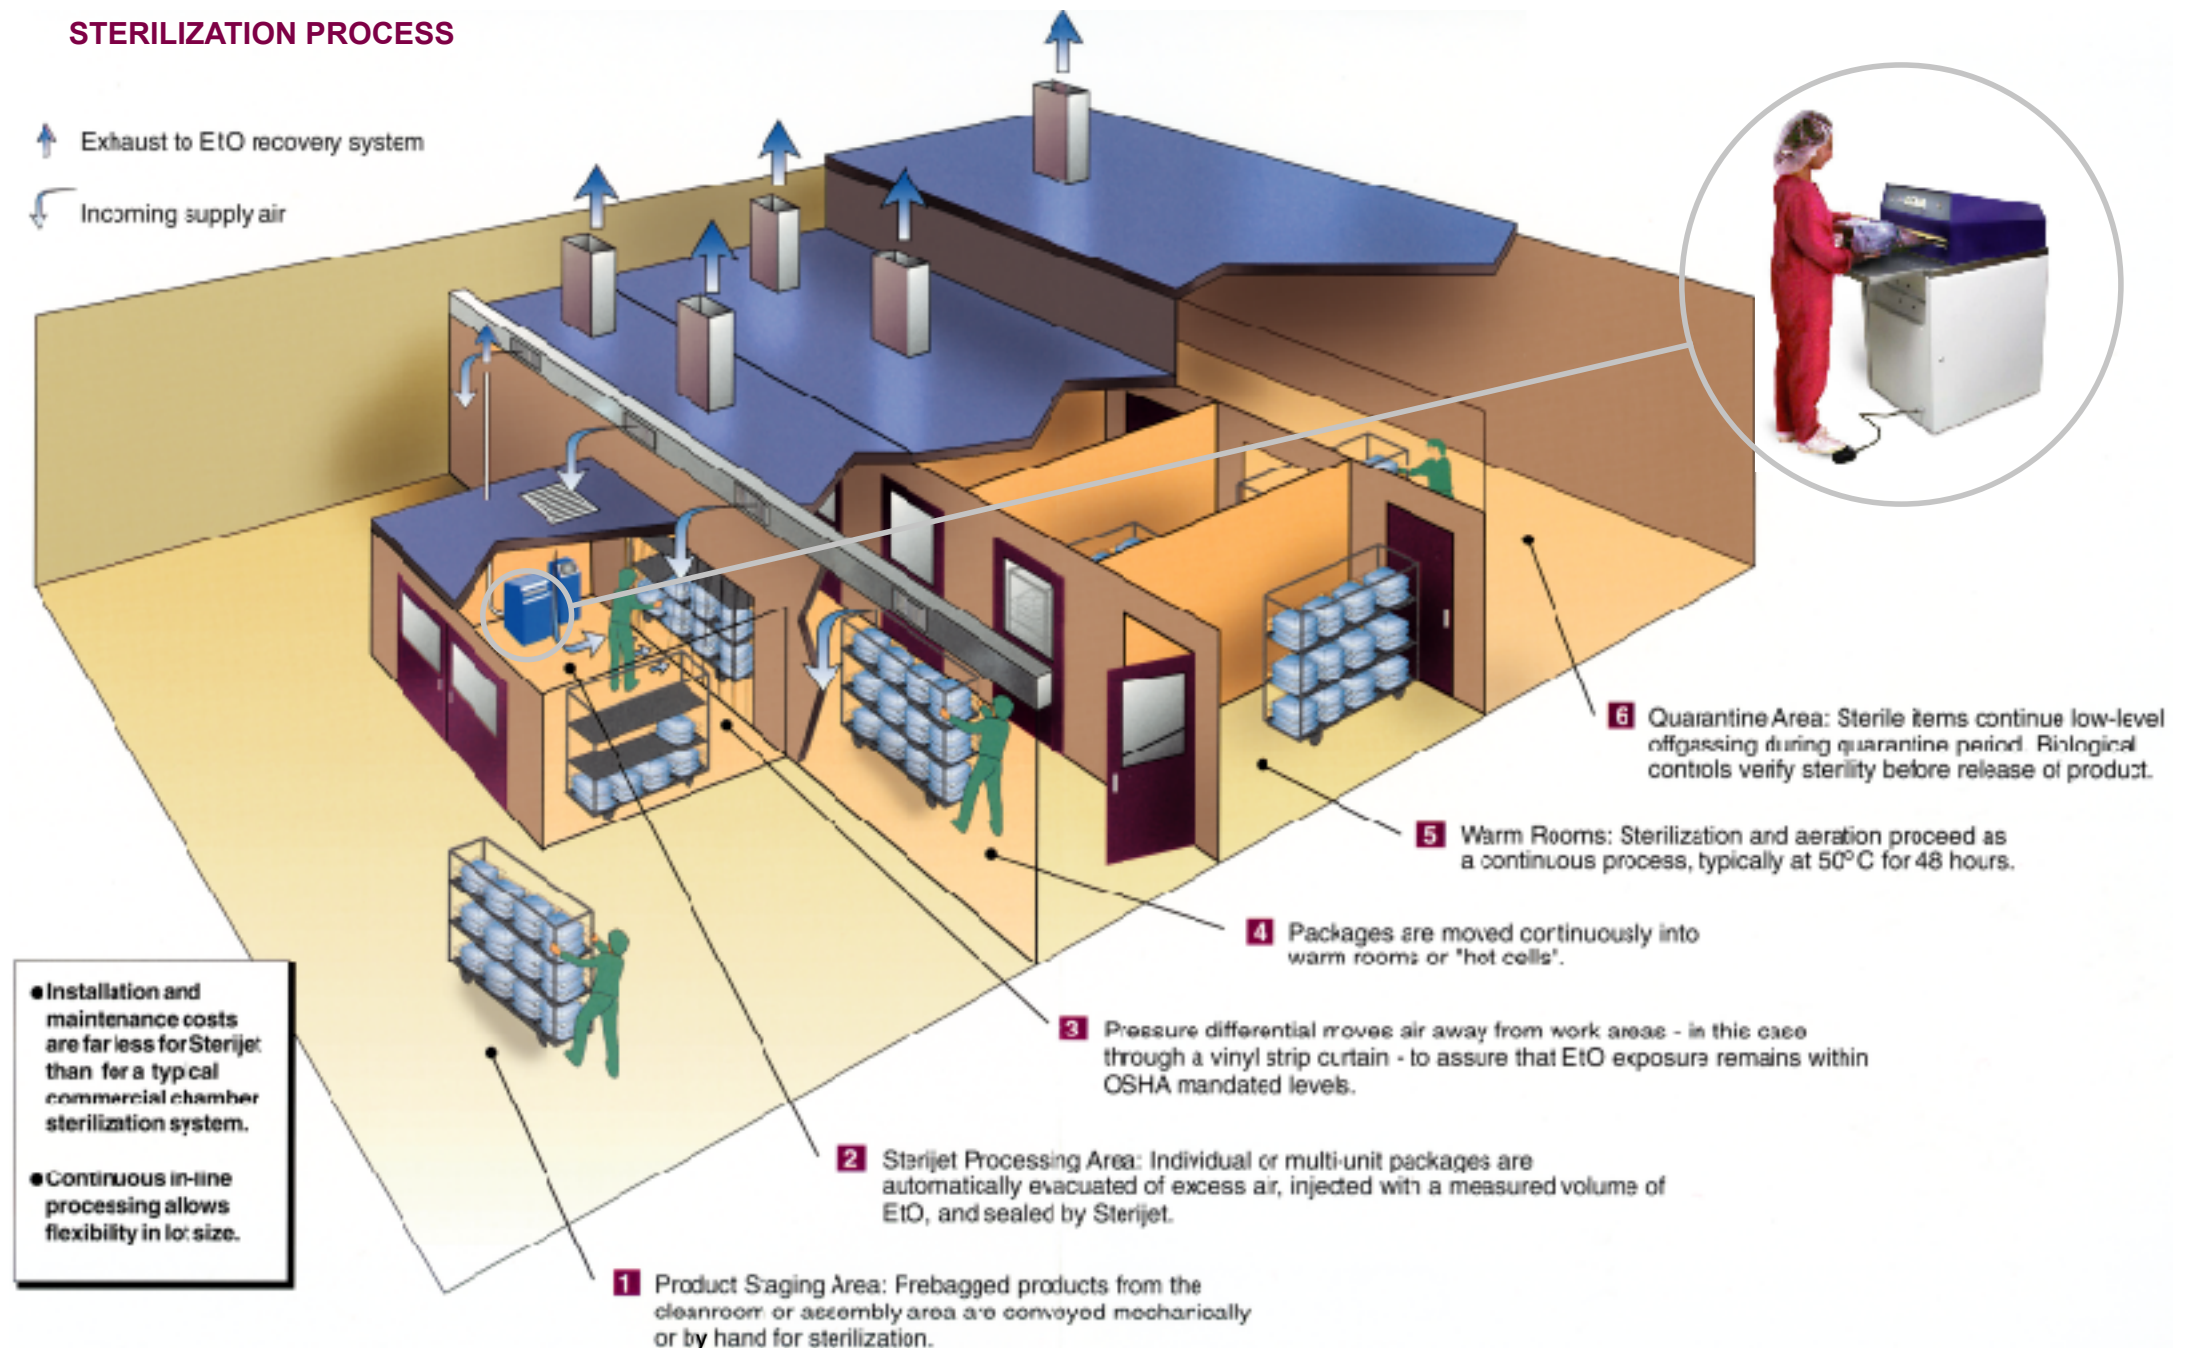 STERILIZATION PROCESS
Exhaust to EtO recovery system
Incoming supply air
6 Quarantine Area: Sterile items continue low-level
offgassing during quarantine period. Biological
controls verify sterility before release of product.
5 Warm Rooms: Sterilization and aeration proceed as
a continuous process, typically at 50°C for 48 hours.
4 Packages are moved continuously into
warm rooms or "hot cells".
3 Pressure differential moves air away from work areas - in this case
through a vinyl strip curtain - to assure that EtO exposure remains within
OSHA mandated levels.
2 Sterijet Processing Area: Individual or multi-unit packages are
automatically evacuated of excess air, injected with a measured volume of
EtO, and sealed by Sterijet.
1 Product Staging Area: Prebagged products from the
cleanroom or assembly area are conveyed mechanically
or by hand for sterilization.
● Installation and
maintenance costs
are far less for Sterijet
than for a typical
commercial chamber
sterilization system.
● Continuous in-line
processing allows
flexibility in lot size.